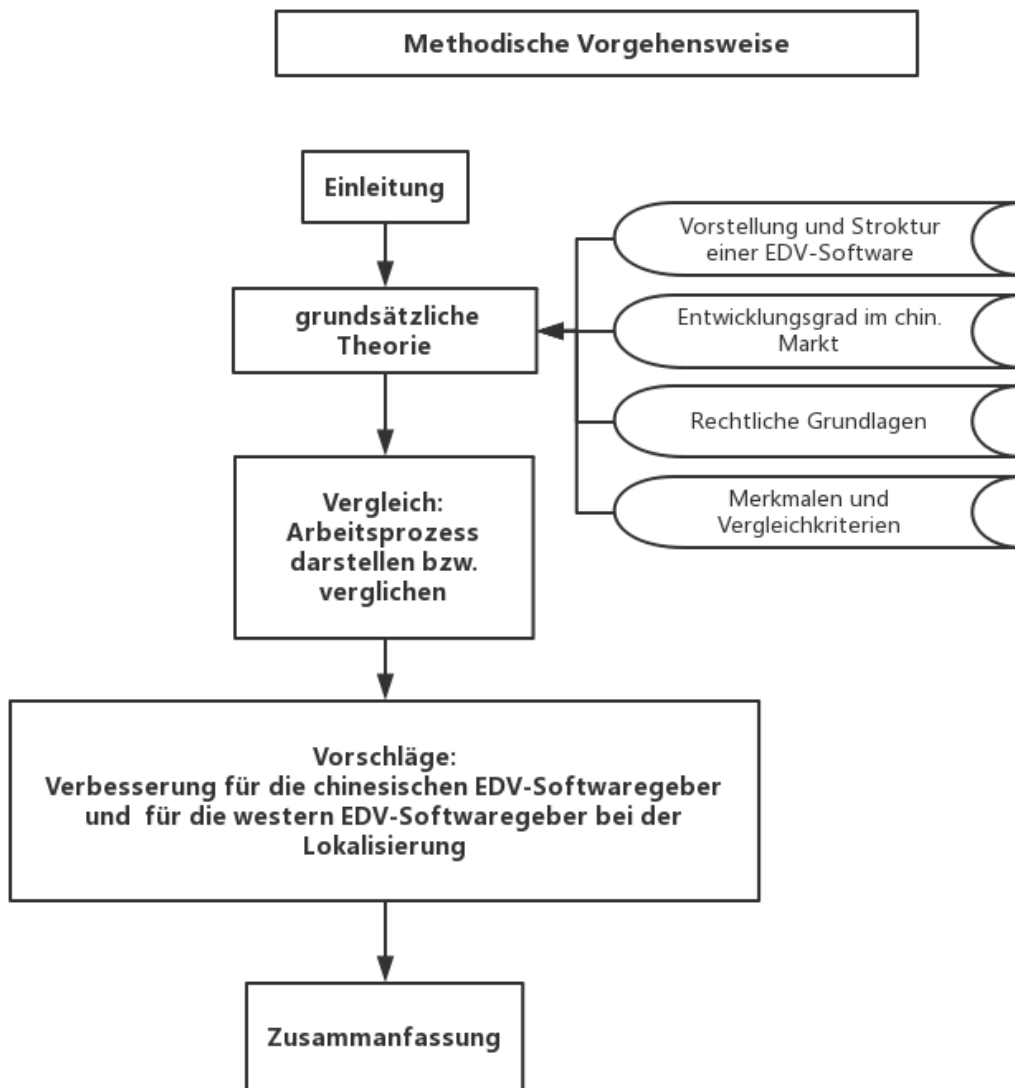 Methodische Vorgehensweise
Einleitung
grundsätzliche
Theorie
Vorstellung und Stroktur
einer EDV-Software
Entwicklungsgrad im chin.
Markt
Rechtliche Grundlagen
Merkmalen und
Vergleichkriterien
Vergleich:
Arbeitsprozess
darstellen bzw.
verglichen
Vorschläge:
Verbesserung für die chinesischen EDV-Softwaregeber
und für die western EDV-Softwaregeber bei der
Lokalisierung
Zusammanfassung